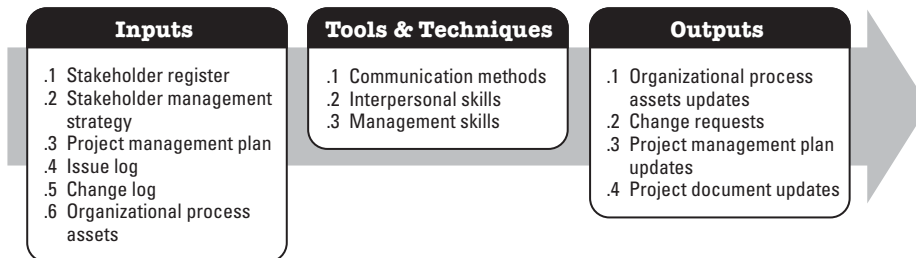 Inputs
.1 Stakeholder register
.2 Stakeholder management
strategy
.3 Project management plan
.4 Issue log
.5 Change log
.6 Organizational process
assets
Tools & Techniques
.1 Communication methods
.2 Interpersonal skills
.3 Management skills
Outputs
.1 Organizational process
assets updates
.2 Change requests
.3 Project management plan
updates
.4 Project document updates